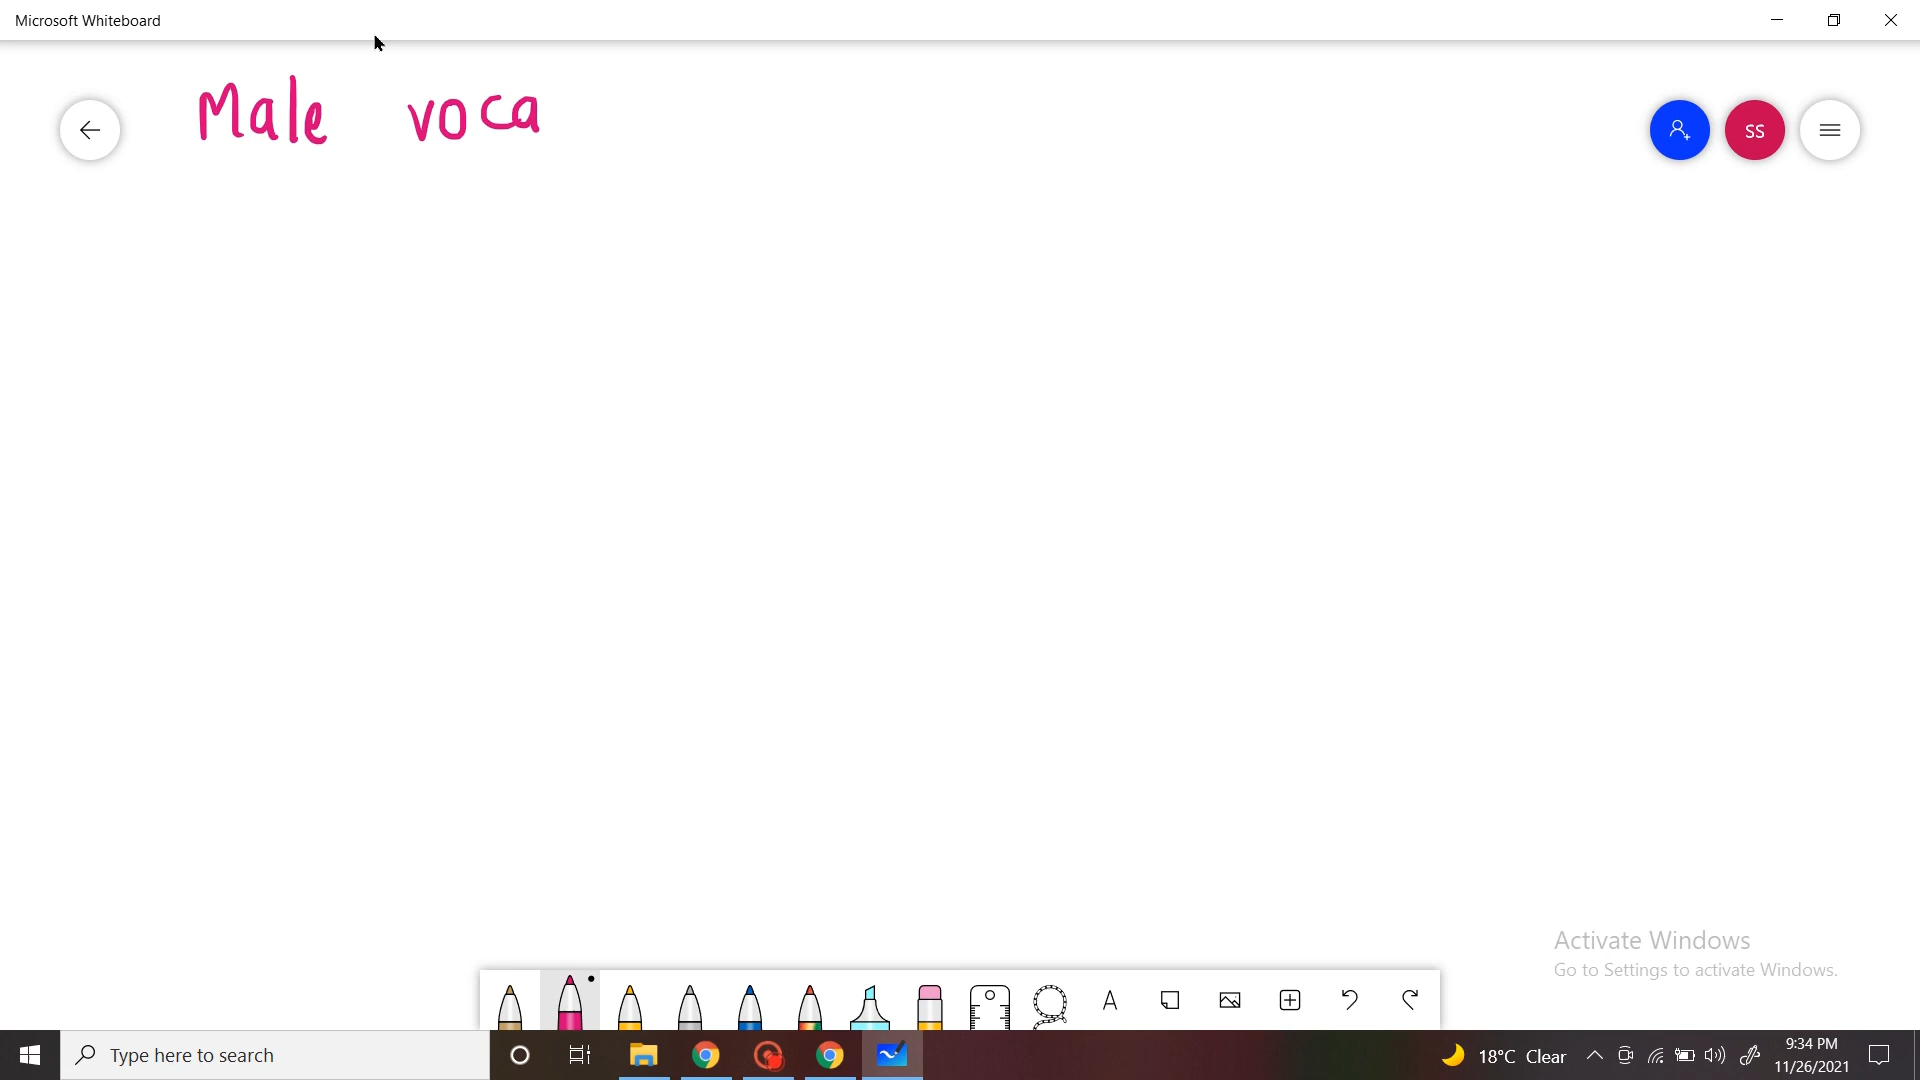 Microsoft Whiteboard
Male voca
SS
Activate Windows
Go to Settings to activate Windows.
A
Type here to search
18°C Clear
9:34 PM
11/26/2021